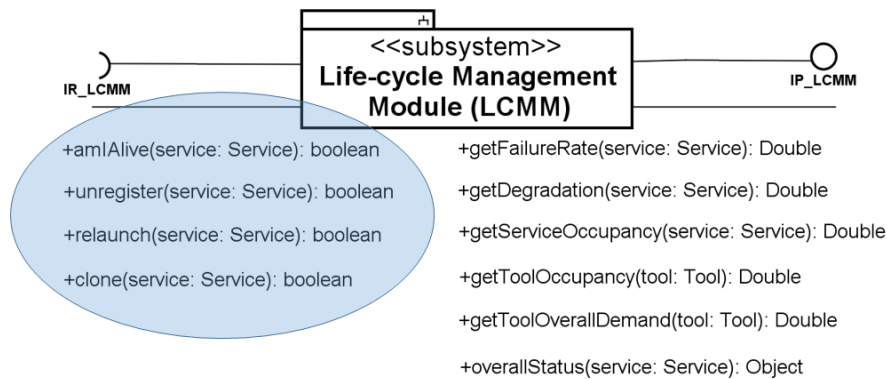 <<subsystem>>
Life-cycle Management
Module (LCMM)
IR_LCMM
IP_LCMM
+amIAlive(service: Service): boolean
+unregister(service: Service): boolean
+relaunch(service: Service): boolean
+clone(service: Service): boolean
+getFailureRate(service: Service): Double
+getDegradation(service: Service): Double
+getServiceOccupancy(service: Service): Double
+getToolOccupancy(tool: Tool): Double
+getToolOverallDemand(tool: Tool): Double
+overallStatus(service: Service): Object